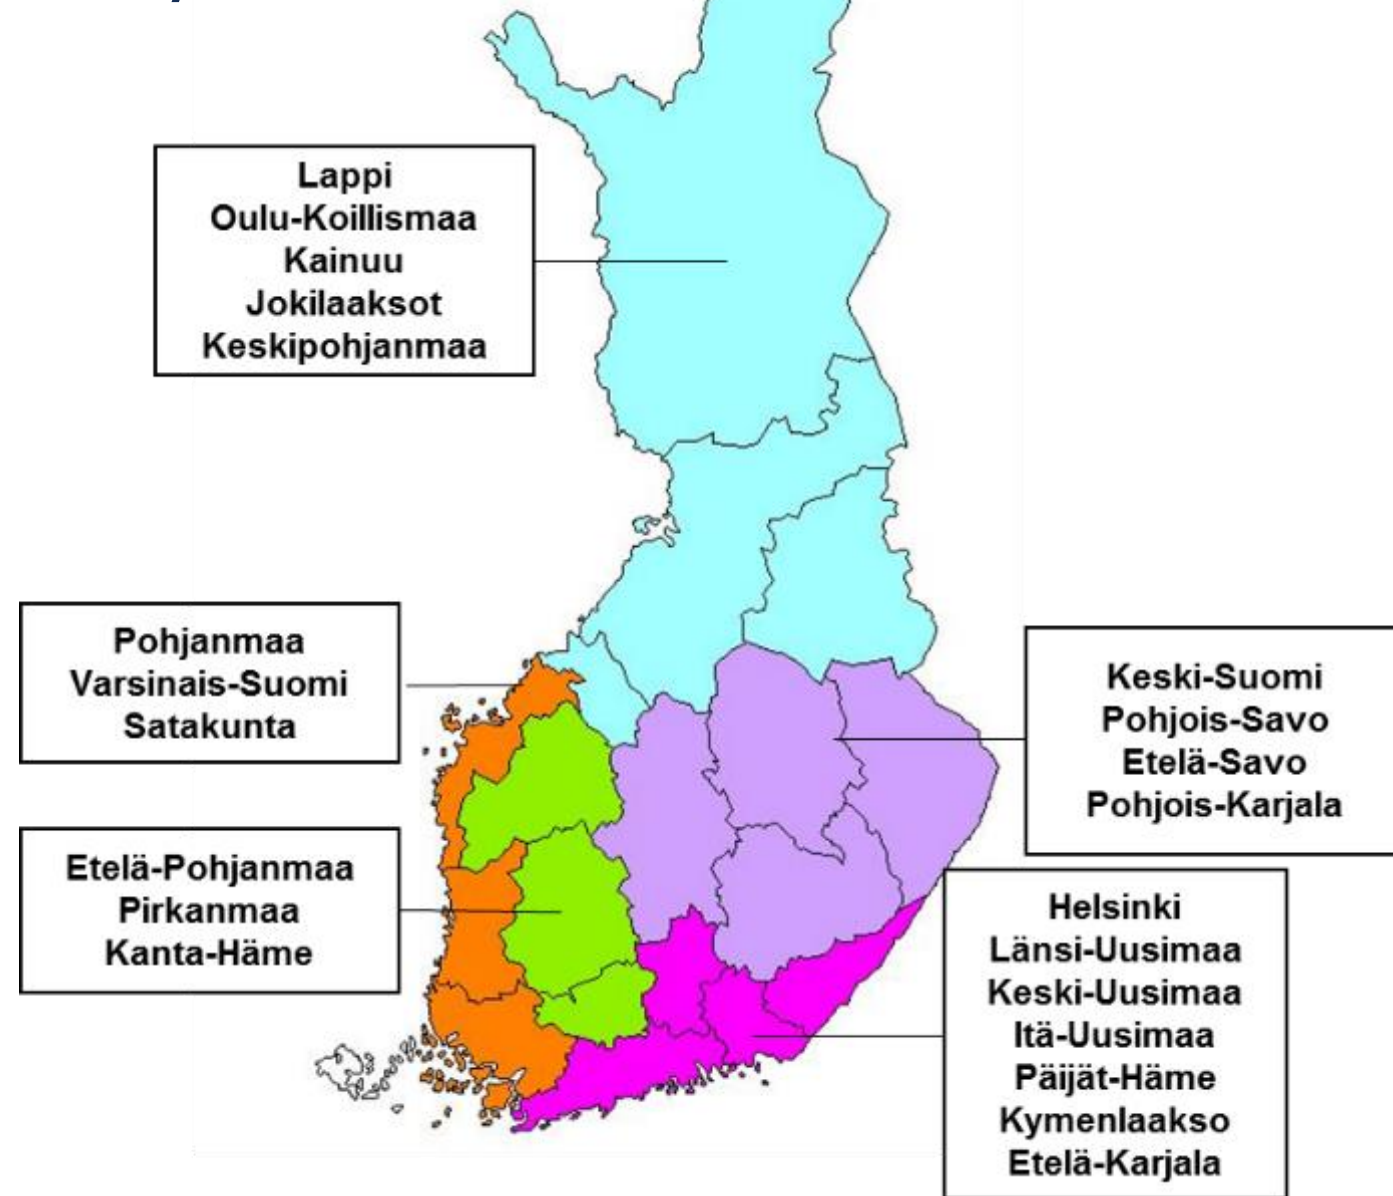 Lappi
Oulu-Koillismaa
Kainuu
Jokilaaksot
Keskipohjanmaa
Pohjanmaa
Varsinais-Suomi
Satakunta
Keski-Suomi
Pohjois-Savo
Etelä-Savo
Pohjois-Karjala
Etelä-Pohjanmaa
Pirkanmaa
Kanta-Häme
Helsinki
Länsi-Uusimaa
Keski-Uusimaa
Itä-Uusimaa
Päijät-Häme
Kymenlaakso
Etelä-Karjala